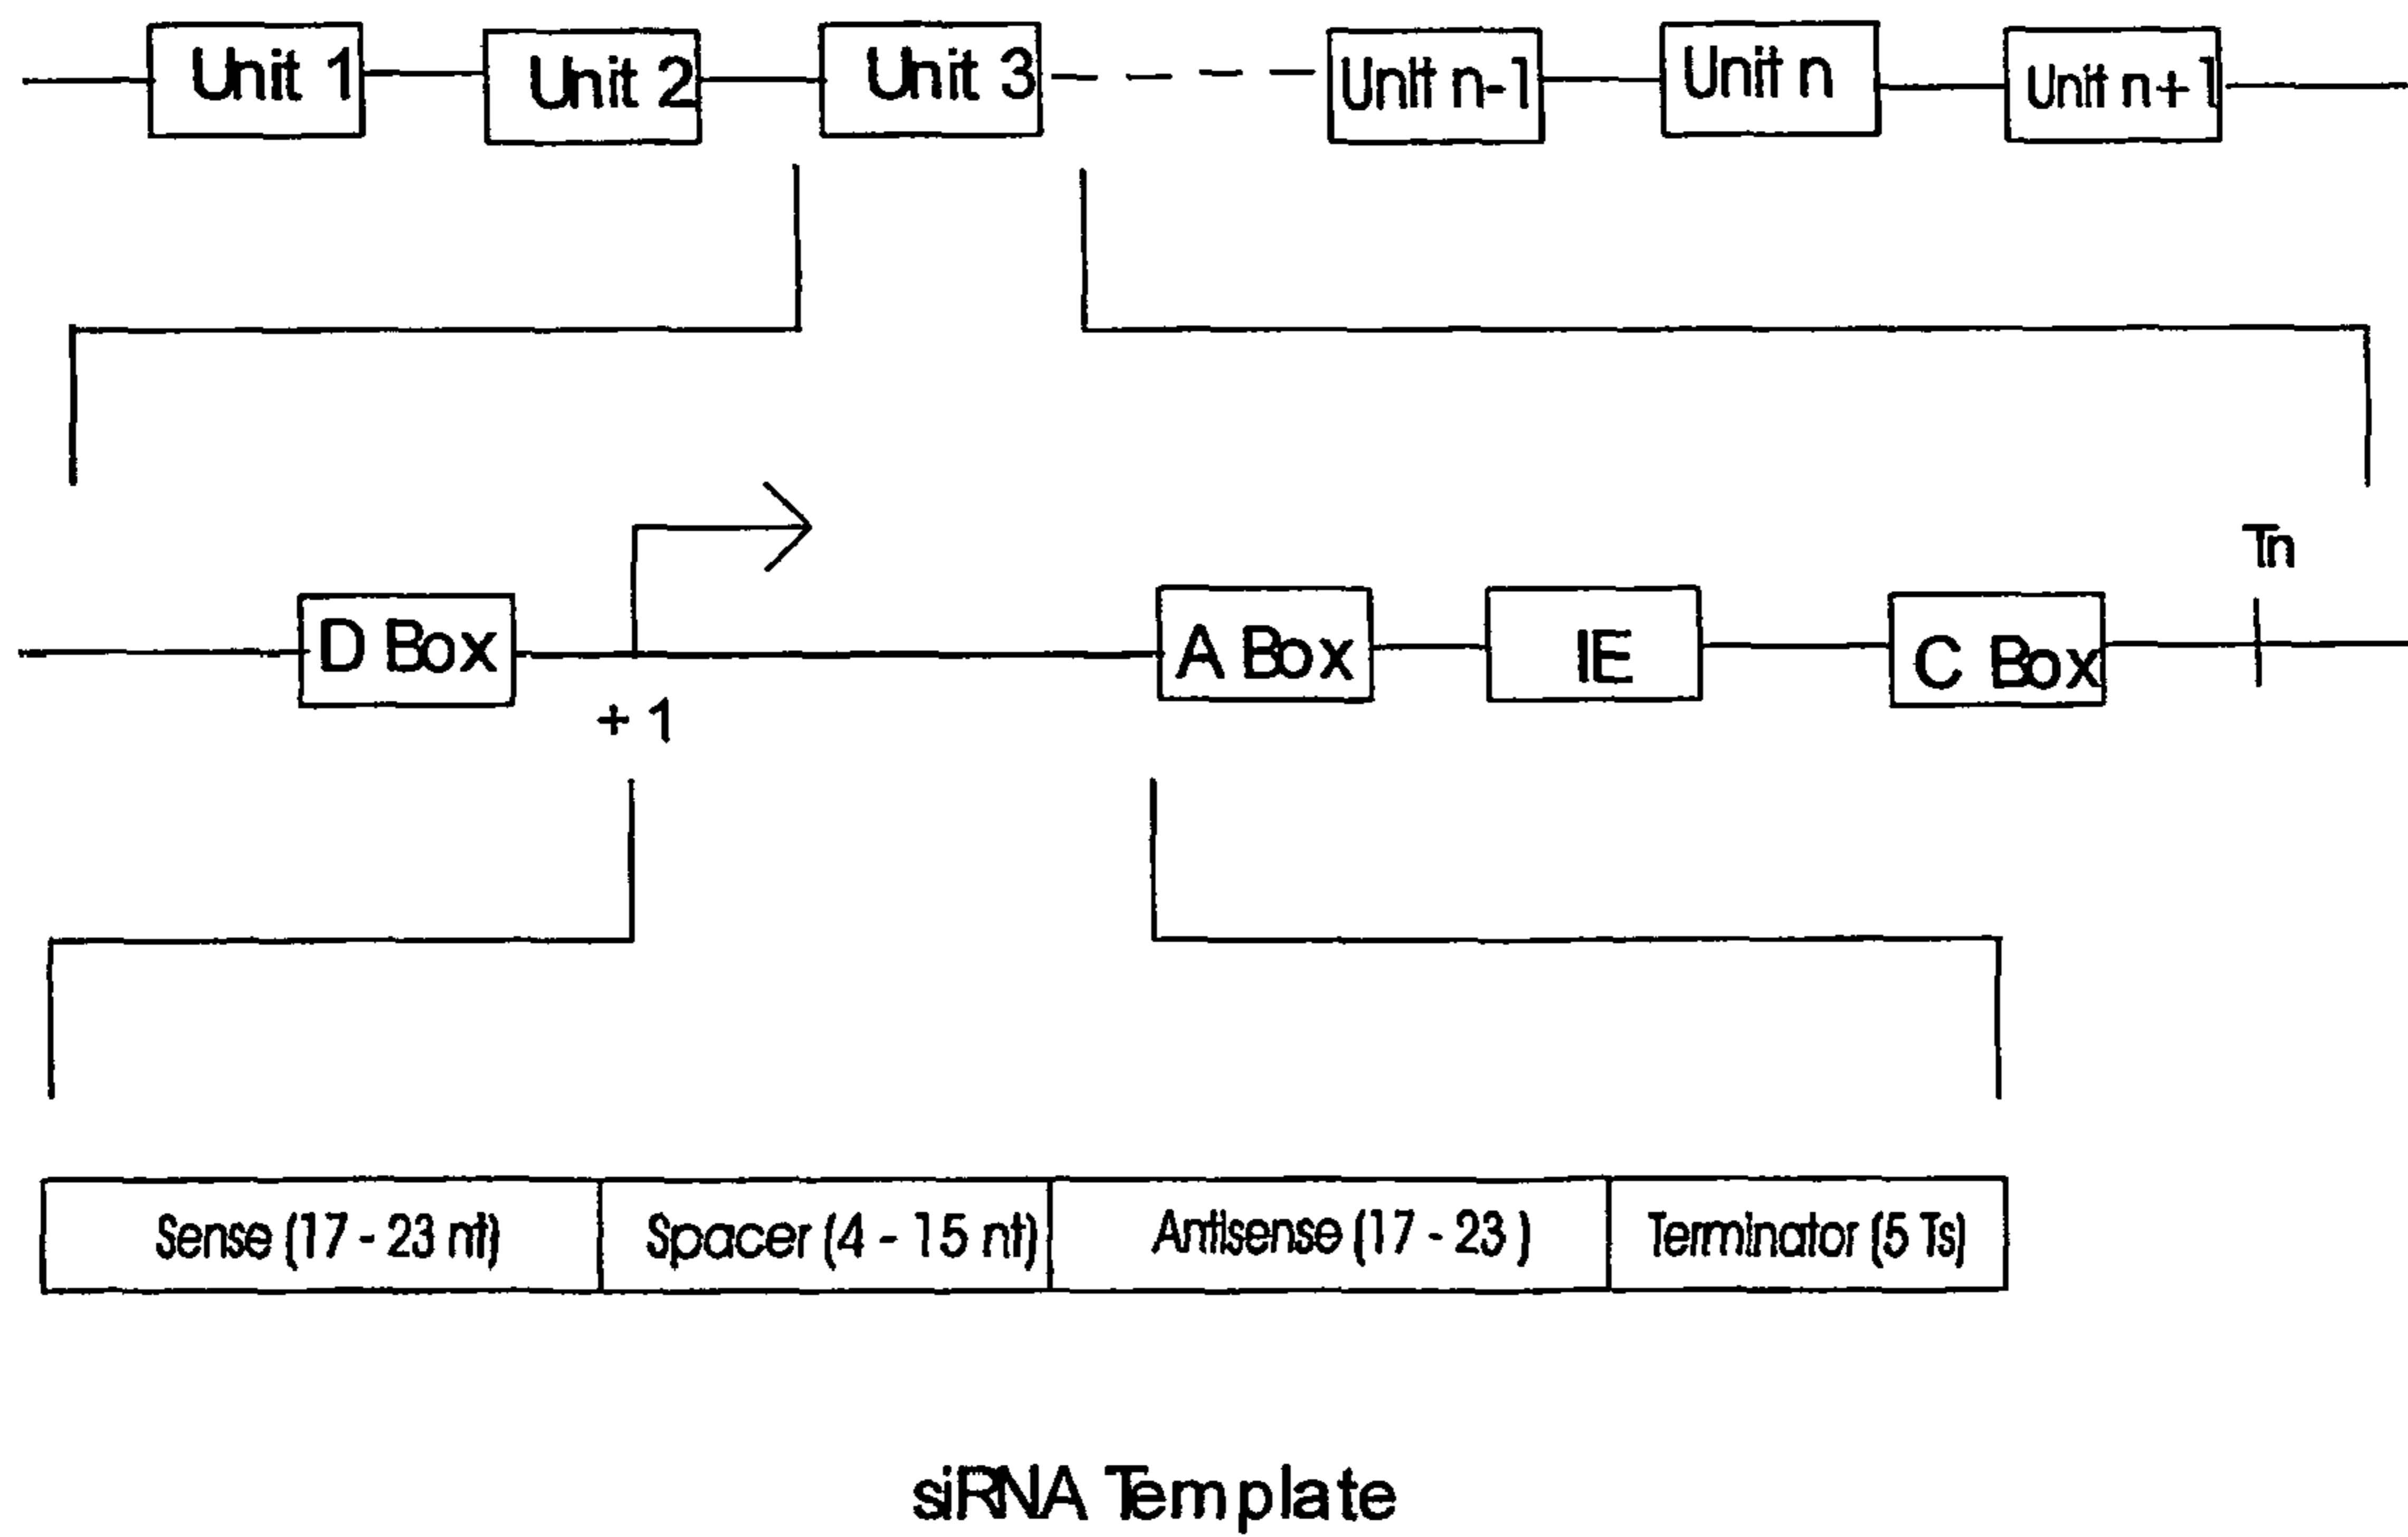 Unit 1 Unit 2 Unit 3 Unit n-1 Unit n Unit n+1
Tn
D Box A Box IE C Box
+1
Sense (17 - 23 nt) Spacer (4 - 15 nt) Antisense (17 - 23 ) Terminator (5 Ts)
siRNA Template